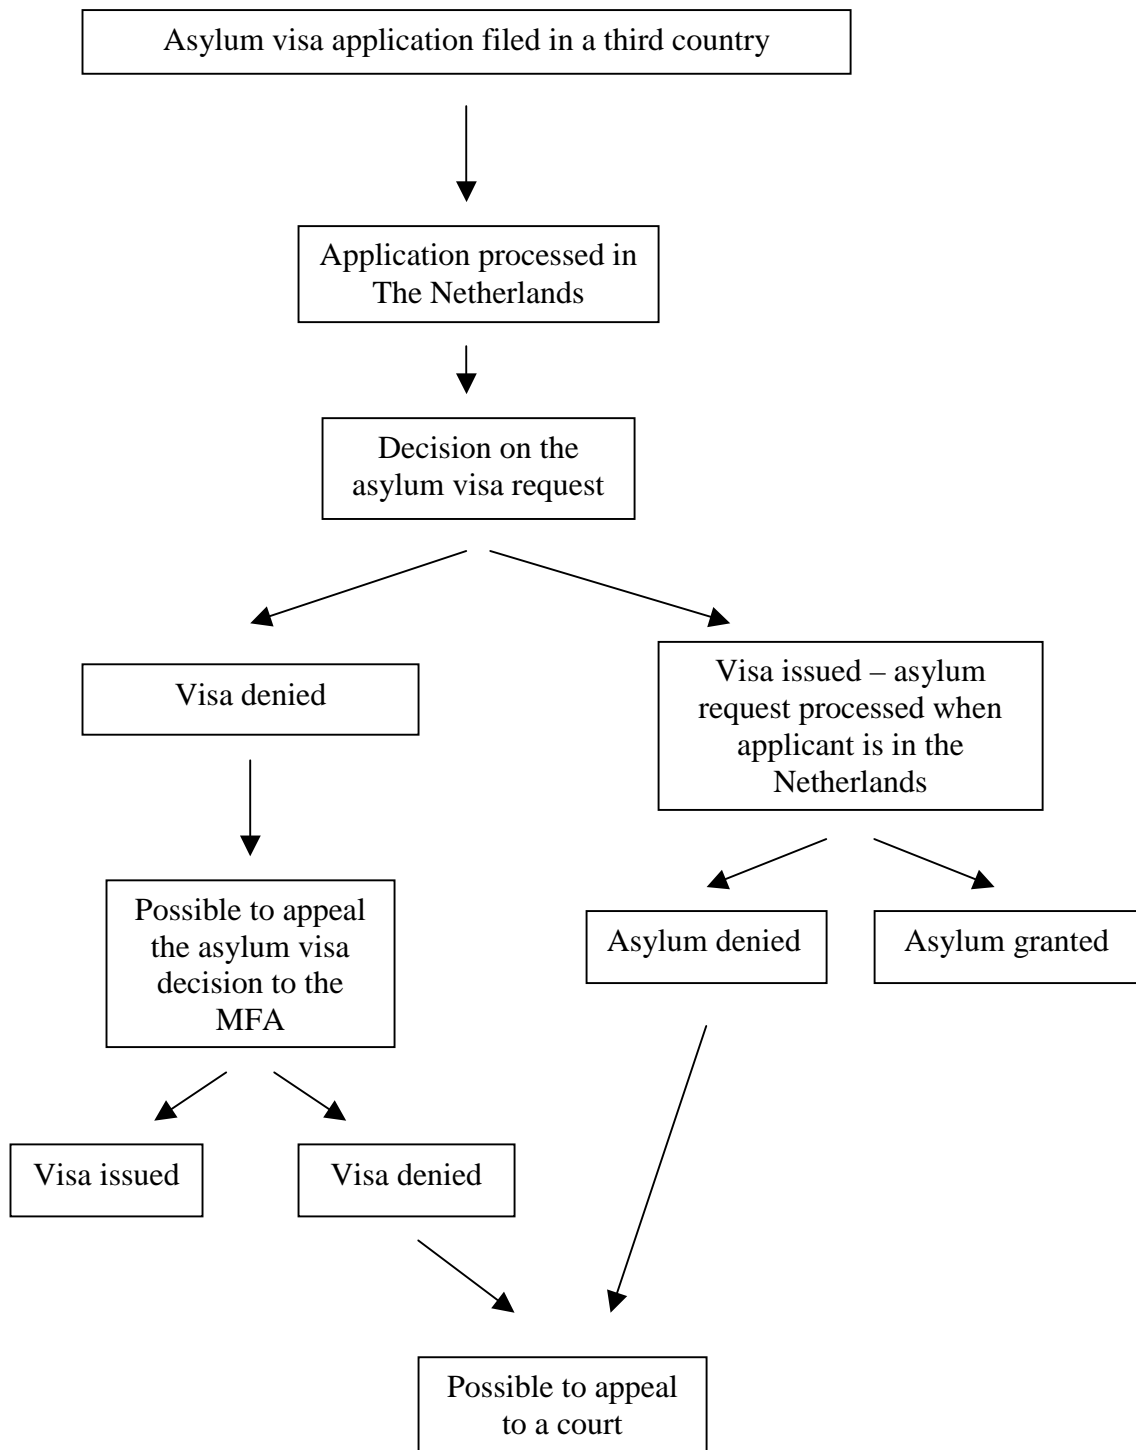 Asylum visa application filed in a third country
Application processed in
The Netherlands
Decision on the
asylum visa request
Visa denied
Visa issued – asylum
request processed when
applicant is in the
Netherlands
Possible to appeal
the asylum visa
decision to the
MFA
Asylum denied
Asylum granted
Visa issued
Visa denied
Possible to appeal
to a court